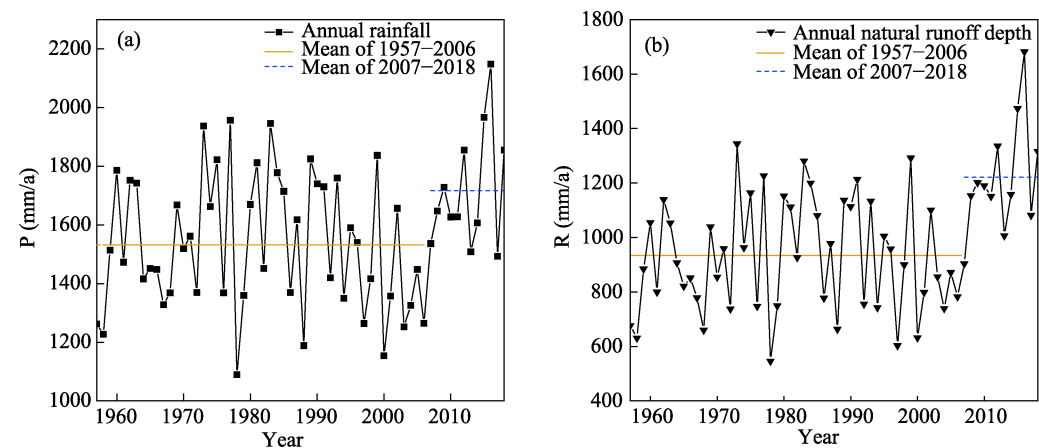 (a)
Annual rainfall
Mean of 1957−2006
Mean of 2007−2018
P (mm/a)
2200
2000
1800
1600
1400
1200
1000
1960 1970 1980 1990 2000 2010
Year
(b)
Annual natural runoff depth
Mean of 1957−2006
Mean of 2007−2018
R (mm/a)
1800
1600
1400
1200
1000
800
600
400
1960 1970 1980 1990 2000 2010
Year